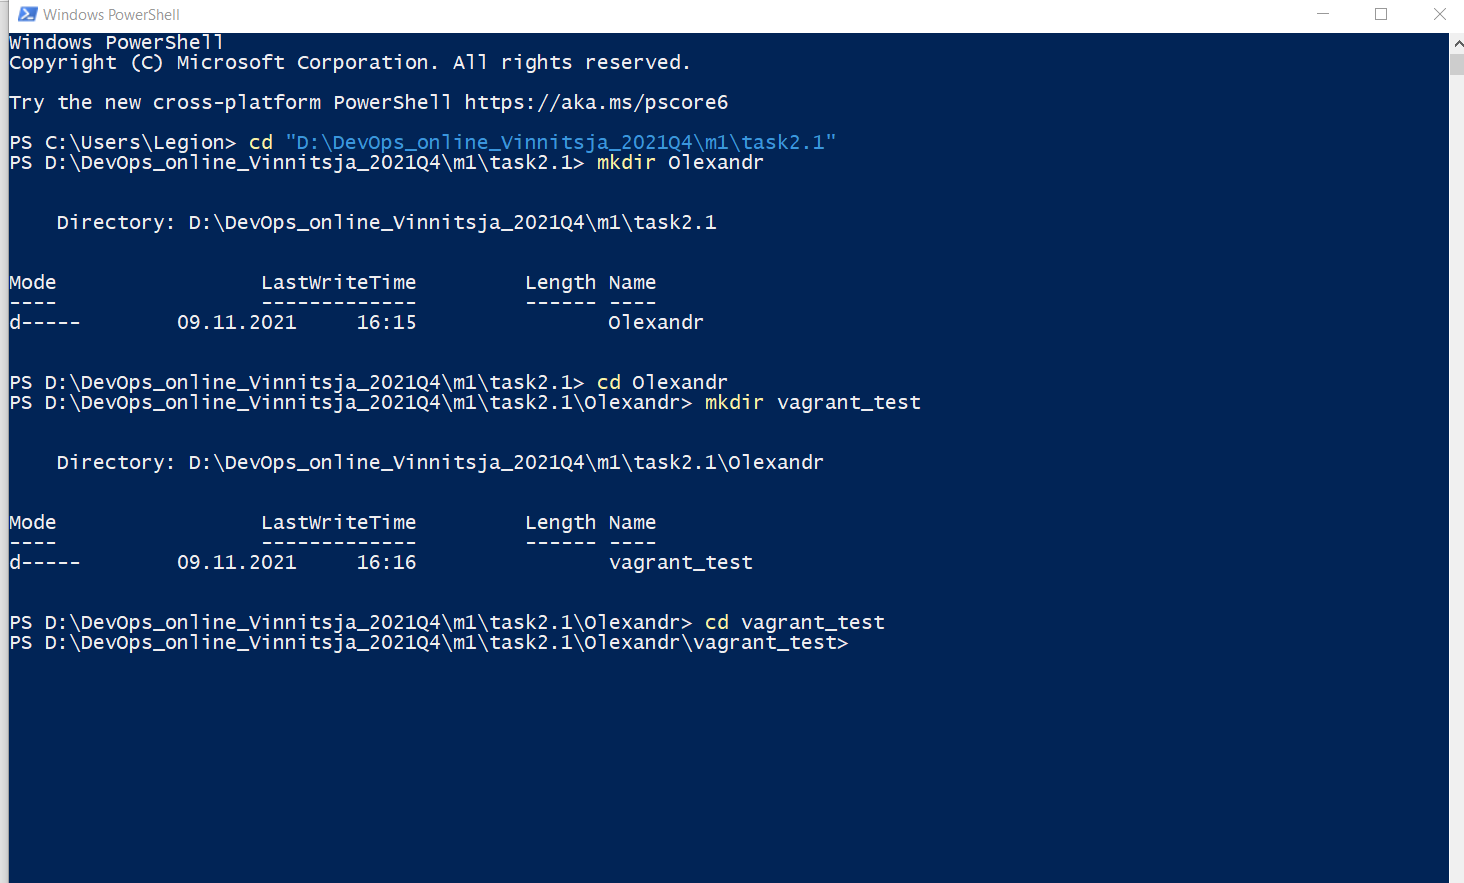 Windows PowerShell
Windows PowerShell
Copyright (C) Microsoft Corporation. All rights reserved.
Try the new cross-platform PowerShell https://aka.ms/pscore6
PS C:\Users\Legion> cd "D:\DevOps_online_Vinnitsja_2021Q4\m1\task2.1"
PS D:\DevOps_online_Vinnitsja_2021Q4\m1\task2.1> mkdir Olexandr
    Directory: D:\DevOps_online_Vinnitsja_2021Q4\m1\task2.1
Mode                 LastWriteTime         Length Name
----                 -------------         ------ ----
d-----        09.11.2021     16:15                Olexandr
PS D:\DevOps_online_Vinnitsja_2021Q4\m1\task2.1> cd Olexandr
PS D:\DevOps_online_Vinnitsja_2021Q4\m1\task2.1\Olexandr> mkdir vagrant_test
    Directory: D:\DevOps_online_Vinnitsja_2021Q4\m1\task2.1\Olexandr
Mode                 LastWriteTime         Length Name
----                 -------------         ------ ----
d-----        09.11.2021     16:16                vagrant_test
PS D:\DevOps_online_Vinnitsja_2021Q4\m1\task2.1\Olexandr> cd vagrant_test
PS D:\DevOps_online_Vinnitsja_2021Q4\m1\task2.1\Olexandr\vagrant_test>